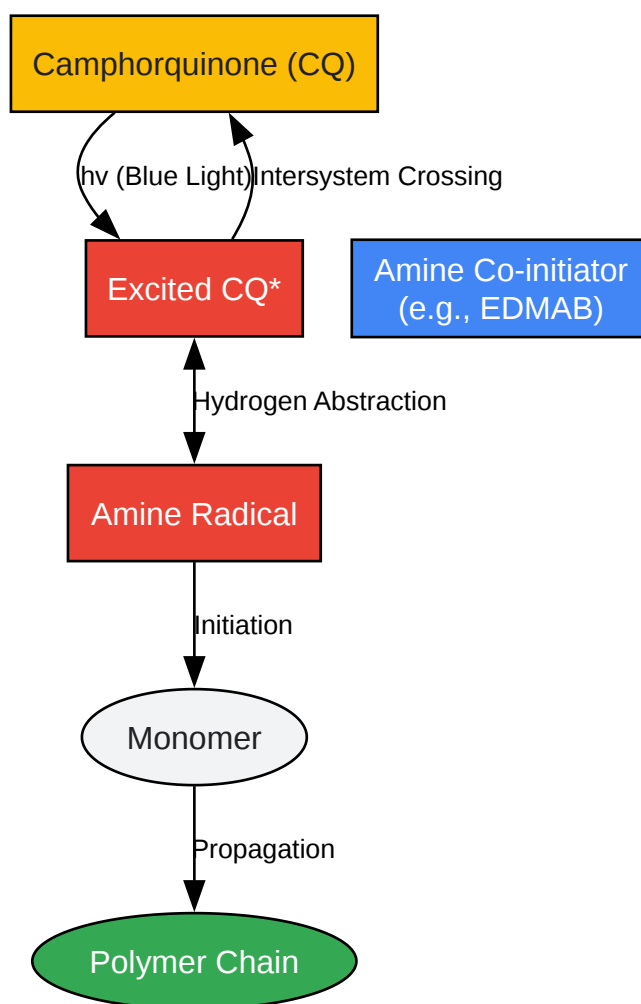 Camphorquinone (CQ)
hv (Blue Light)
Intersystem Crossing
Excited CQ*
Amine Co-initiator
(e.g., EDMAB)
Hydrogen Abstraction
Amine Radical
Initiation
Monomer
Propagation
Polymer Chain